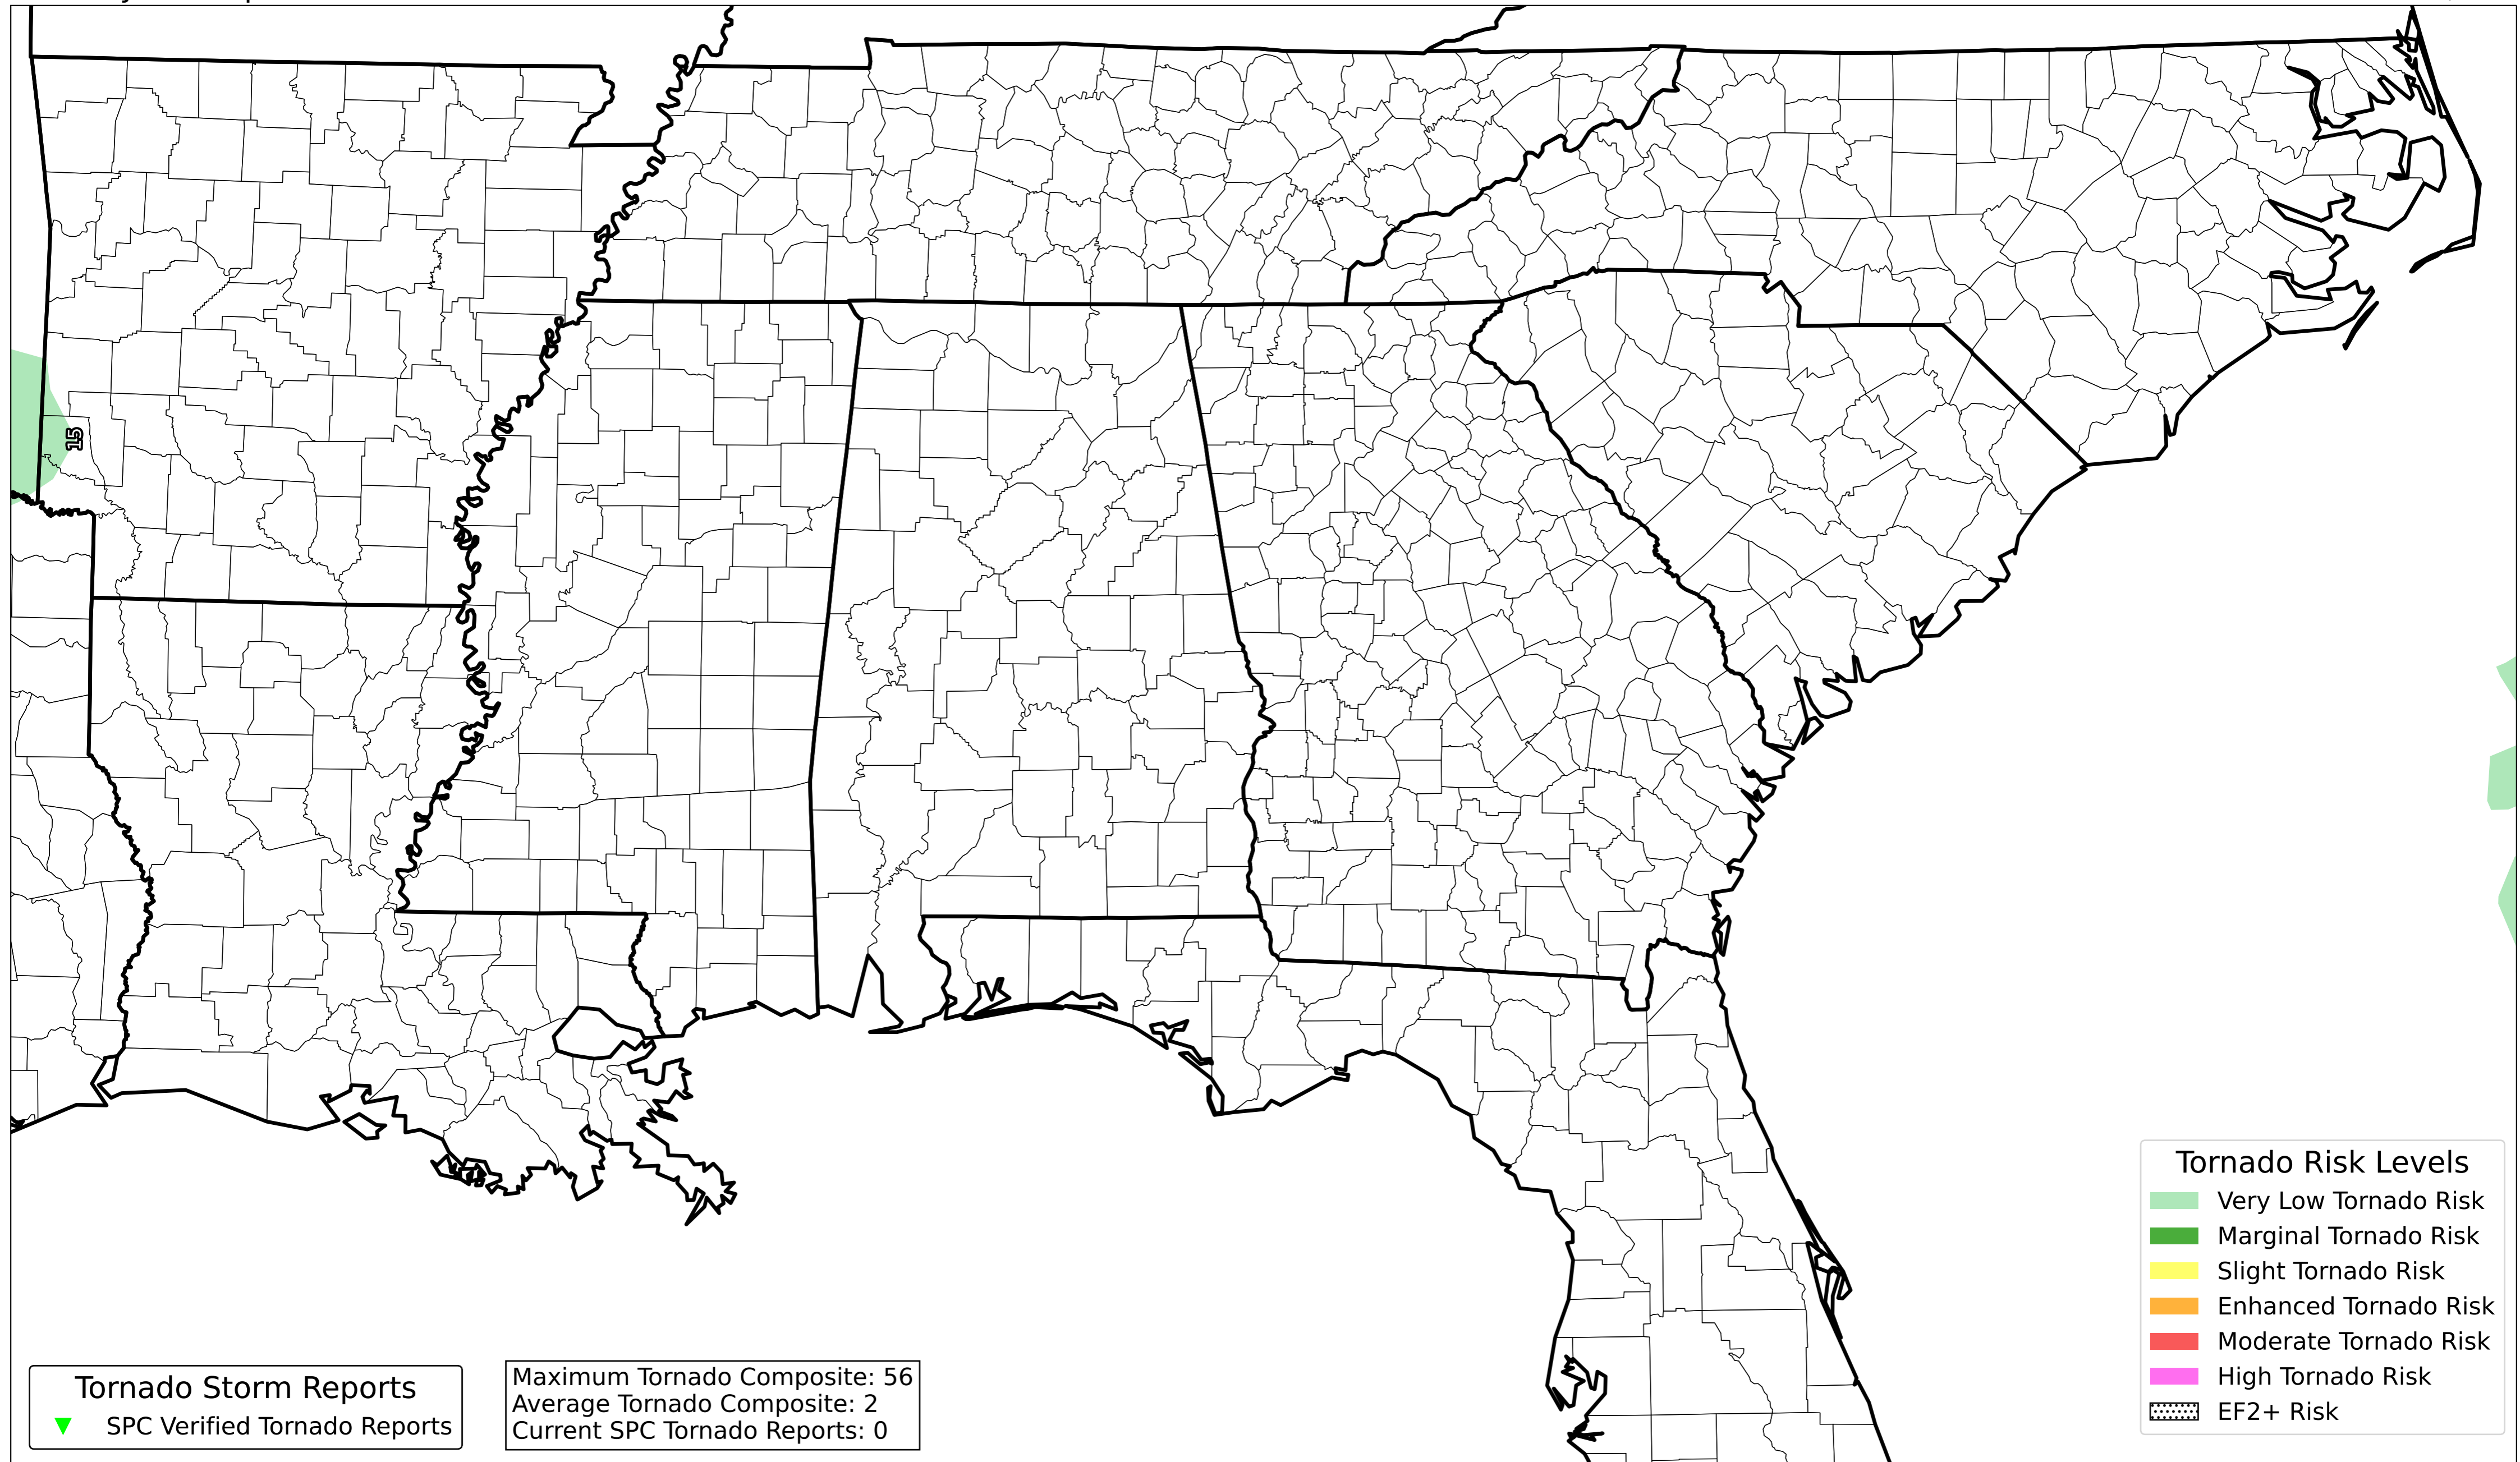 15
Tornado Risk Levels
Very Low Tornado Risk
Marginal Tornado Risk
Slight Tornado Risk
Enhanced Tornado Risk
Moderate Tornado Risk
High Tornado Risk
EF2+ Risk
Tornado Storm Reports
SPC Verified Tornado Reports
Maximum Tornado Composite: 56
Average Tornado Composite: 2
Current SPC Tornado Reports: 0